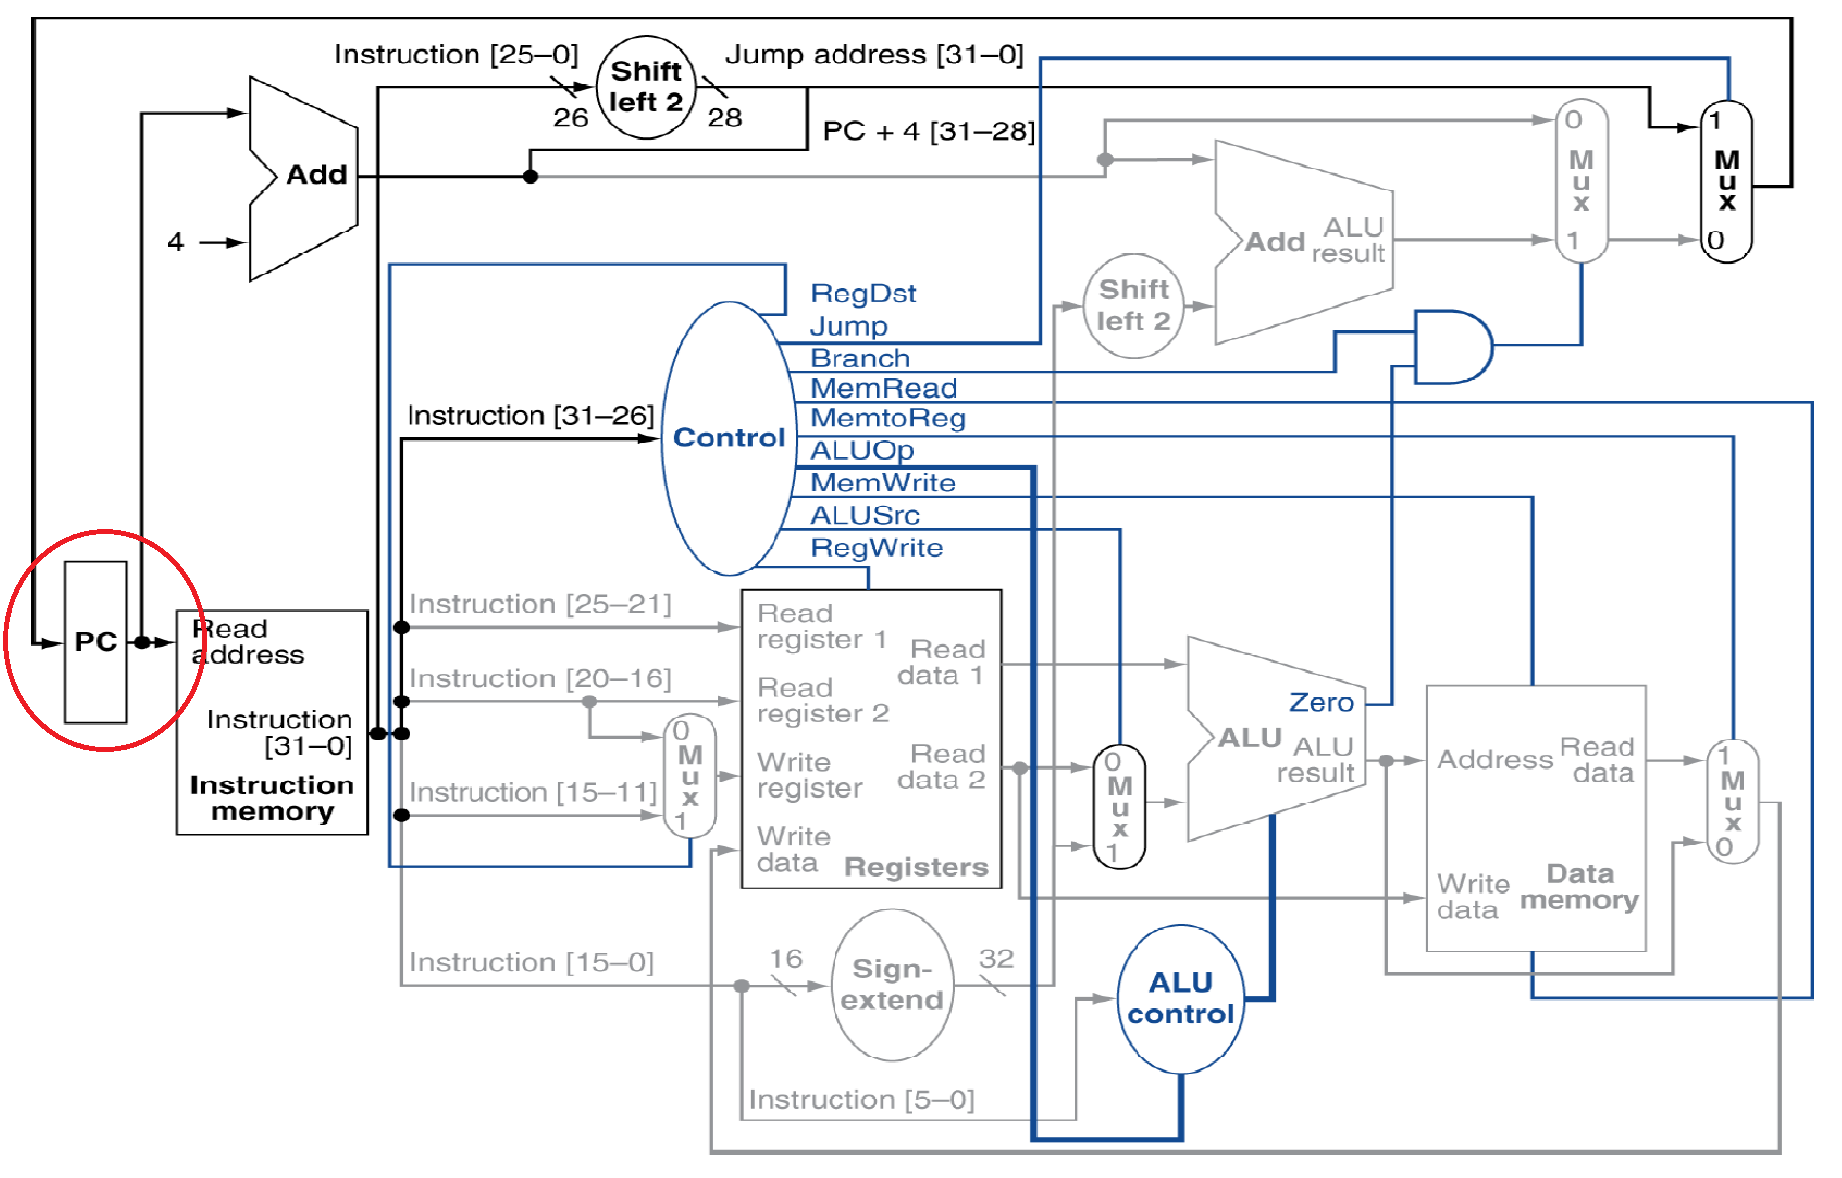 Instruction [25–0]
Shift
left 2
Jump address [31–0]
26
28
PC + 4 [31–28]
Add
4
0
M
u
x
1
1
M
u
x
0
Add
ALU
result
Shift
left 2
RegDst
Jump
Branch
MemRead
MemtoReg
ALUOp
MemWrite
ALUSrc
RegWrite
Instruction [31–26]
Control
PC
Read
address
Instruction
[31–0]
Instruction
memory
Instruction [25–21]
Instruction [20–16]
Instruction [15–11]
0
M
u
x
1
Read
register 1
Read
register 2
Write
register
Write
data
Read
data 1
Read
data 2
Registers
0
M
u
x
1
Zero
ALU
ALU
result
Address
Read
data
Write
data
Data
memory
1
M
u
x
0
Instruction [15–0]
16
Sign-
extend
32
ALU
control
Instruction [5–0]